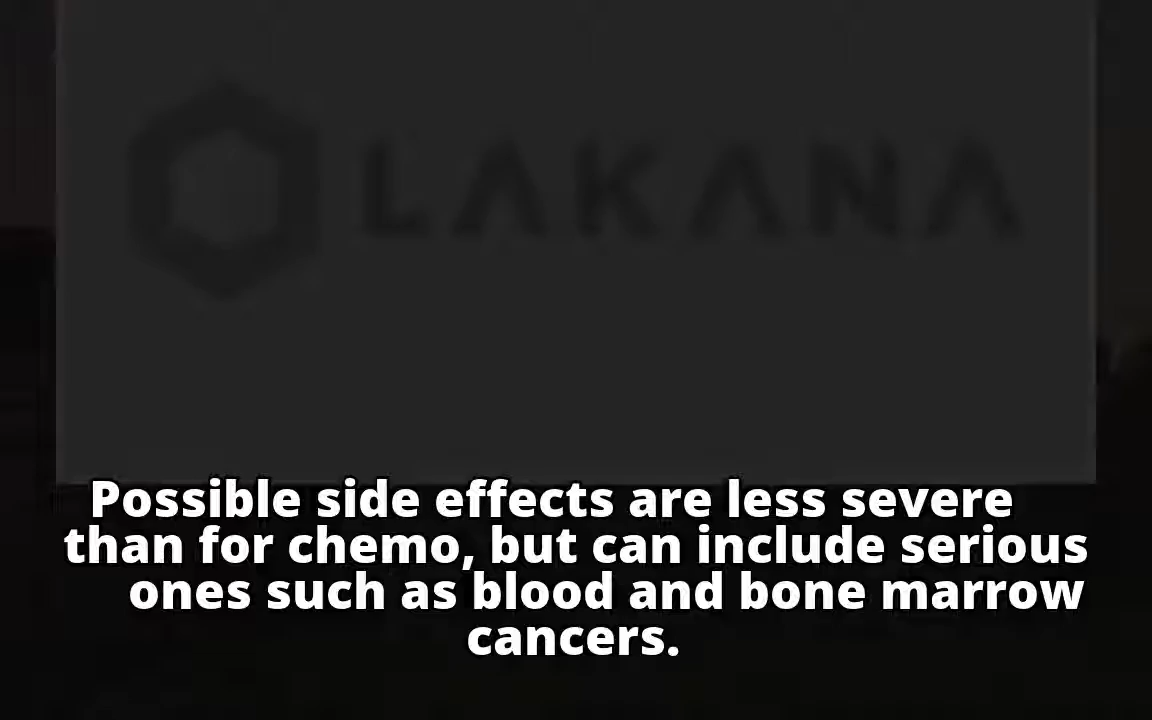 LAKANA
Possible side effects are less severe
than for chemo, but can include serious
ones such as blood and bone marrow
cancers.